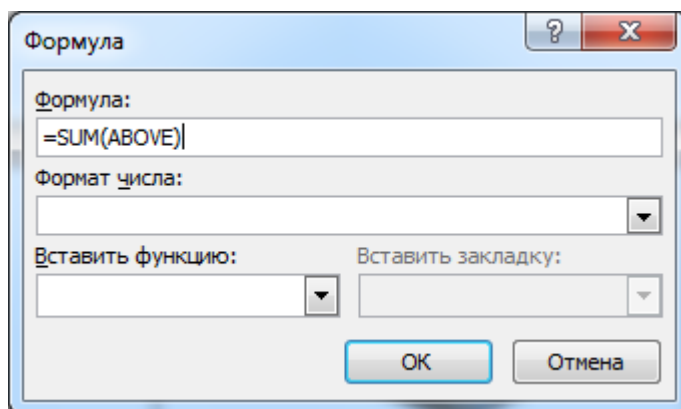 Формула
?
Формула:
=SUM(ABOVE)
Формат числа:
Вставить функцию: Вставить закладку:
ОК Отмена